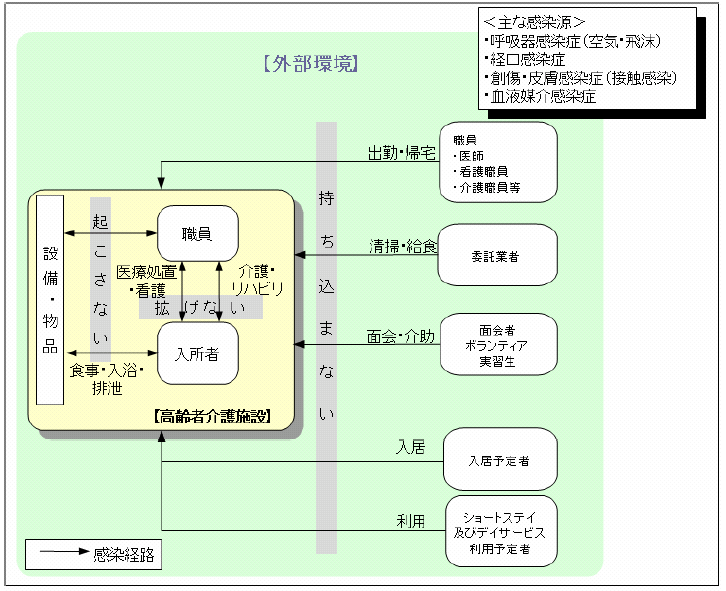 ＜主な感染源＞
・呼吸器感染症（空気・飛沫）
・経口感染症
・創傷・皮膚感染症（接触感染）
・血液媒介感染症
【外部環境】
職員
・医師
・看護職員
・介護職員等
出勤・帰宅
持ち込まない
清掃・給食
委託業者
面会・介助
面会者
ボランティア
実習生
入居
入居予定者
利用
ショートステイ
及びデイサービス
利用予定者
設備・物品
起こさない
職員
医療処置
・看護
介護・
リハビリ
拡げない
入所者
食事・入浴・
排泄
【高齢者介護施設】
感染経路